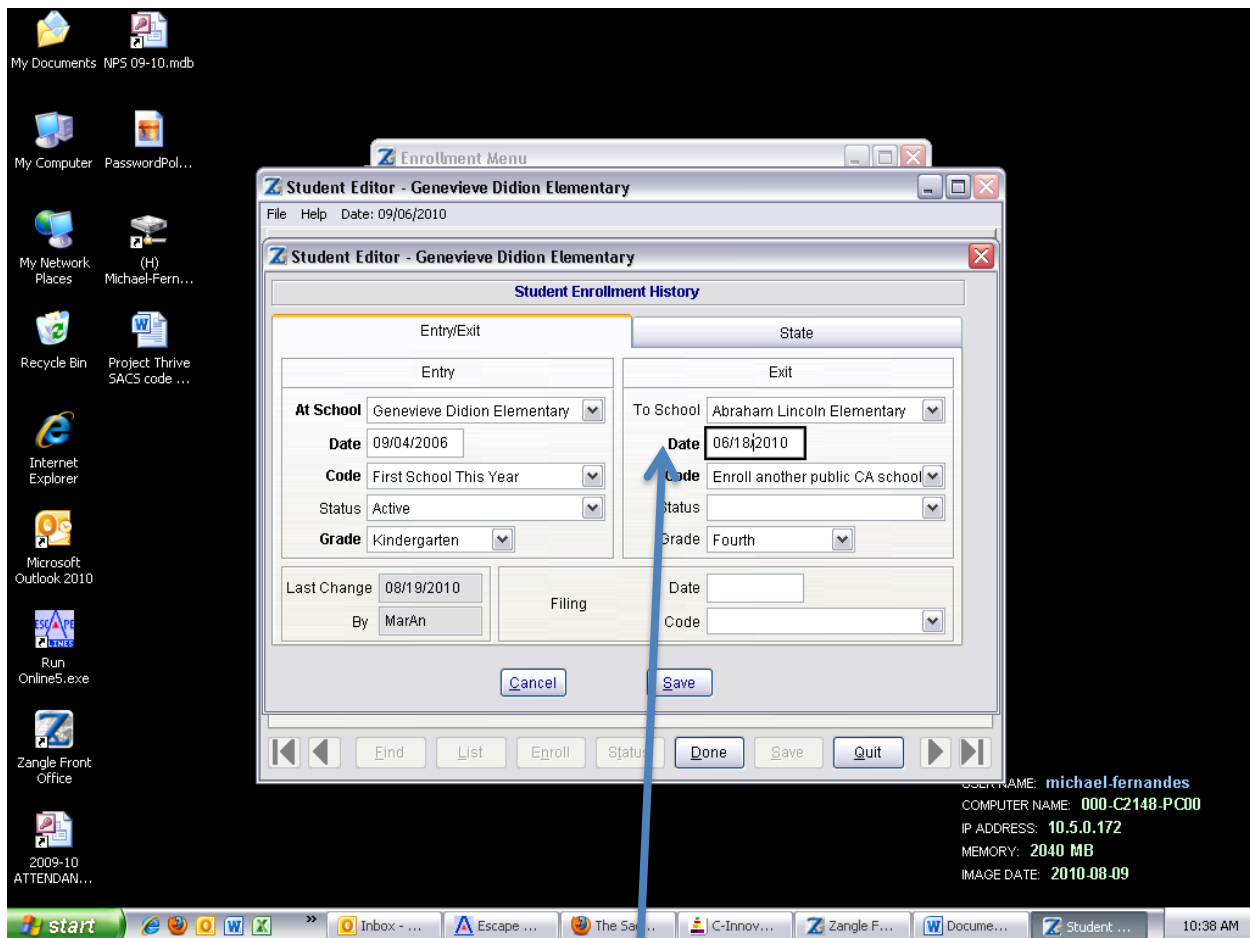 My Documents
NPS 09-10.mdb
My Computer
PasswordPol...
My Network
Places
(H)
Michael-Fern...
Recycle Bin
Project Thrive
SACS code ...
Internet
Explorer
Microsoft
Outlook 2010
ESCAPE
ONLINE5
Run
Online5.exe
Zangle Front
Office
2009-10
ATTENDAN...
Enrollment Menu
Student Editor - Genevieve Didion Elementary
File Help Date: 09/06/2010
Student Editor - Genevieve Didion Elementary
Student Enrollment History
Entry/Exit
State
Entry
Exit
At School Genevieve Didion Elementary
To School Abraham Lincoln Elementary
Date 09/04/2006
Date 06/18/2010
Code First School This Year
Code Enroll another public CA school
Status Active
Status
Grade Kindergarten
Grade Fourth
Last Change 08/19/2010
By MarAn
Filing
Date
Code
Cancel
Save
Find List Enroll Status Done Save Quit
USER NAME: michael-fernandes
COMPUTER NAME: 000-C2148-PC00
IP ADDRESS: 10.5.0.172
MEMORY: 2040 MB
IMAGE DATE: 2010-08-09
start
Inbox - ...
Escape ...
The Sac...
C-Innov...
Zangle F...
Docume...
Student ...
10:38 AM